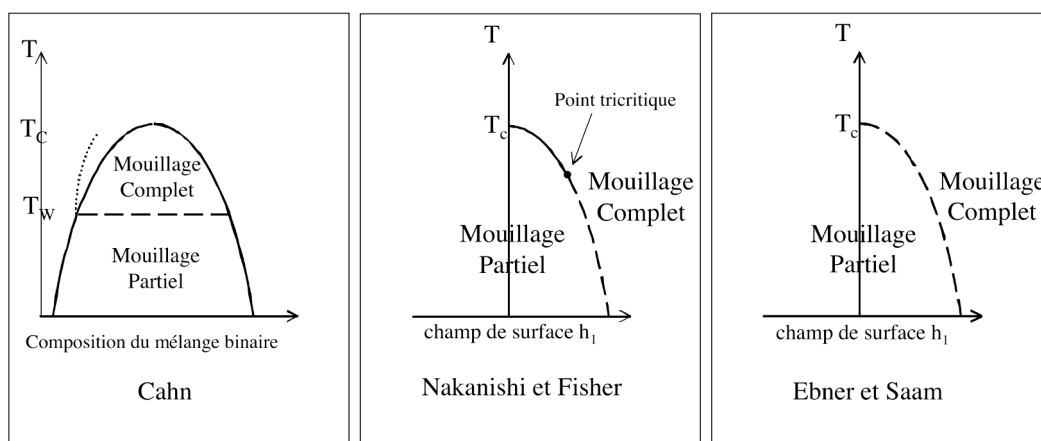 T
T_C
Mouillage
Complet
T_W
Mouillage
Partiel
Composition du mélange binaire
Cahn
T
Point tricritique
T_c
Mouillage
Complet
Mouillage
Partiel
champ de surface h_1
Nakanishi et Fisher
T
T_c
Mouillage
Complet
Mouillage
Partiel
champ de surface h_1
Ebner et Saam